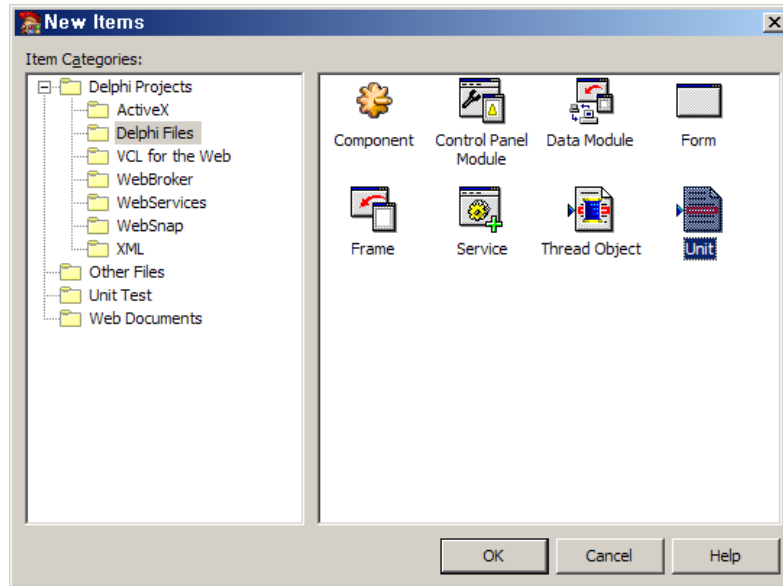 New Items
Item Categories:
Delphi Projects
ActiveX
Delphi Files
VCL for the Web
WebBroker
WebServices
WebSnap
XML
Other Files
Unit Test
Web Documents
Component
Control Panel
Module
Data Module
Form
Frame
Service
Thread Object
Unit
OK
Cancel
Help